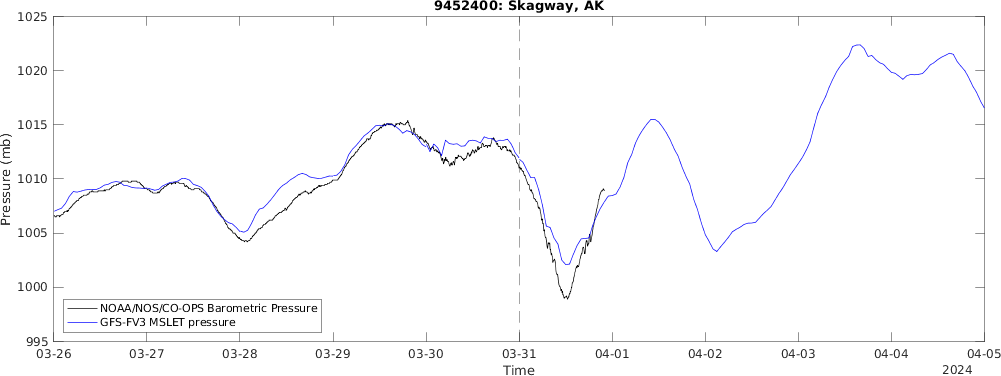 9452400: Skagway, AK
Pressure (mb)
1025
1020
1015
1010
1005
1000
995
NOAA/NOS/CO-OPS Barometric Pressure
GFS-FV3 MSLET pressure
03-26 03-27 03-28 03-29 03-30 03-31 04-01 04-02 04-03 04-04 04-05
Time
2024